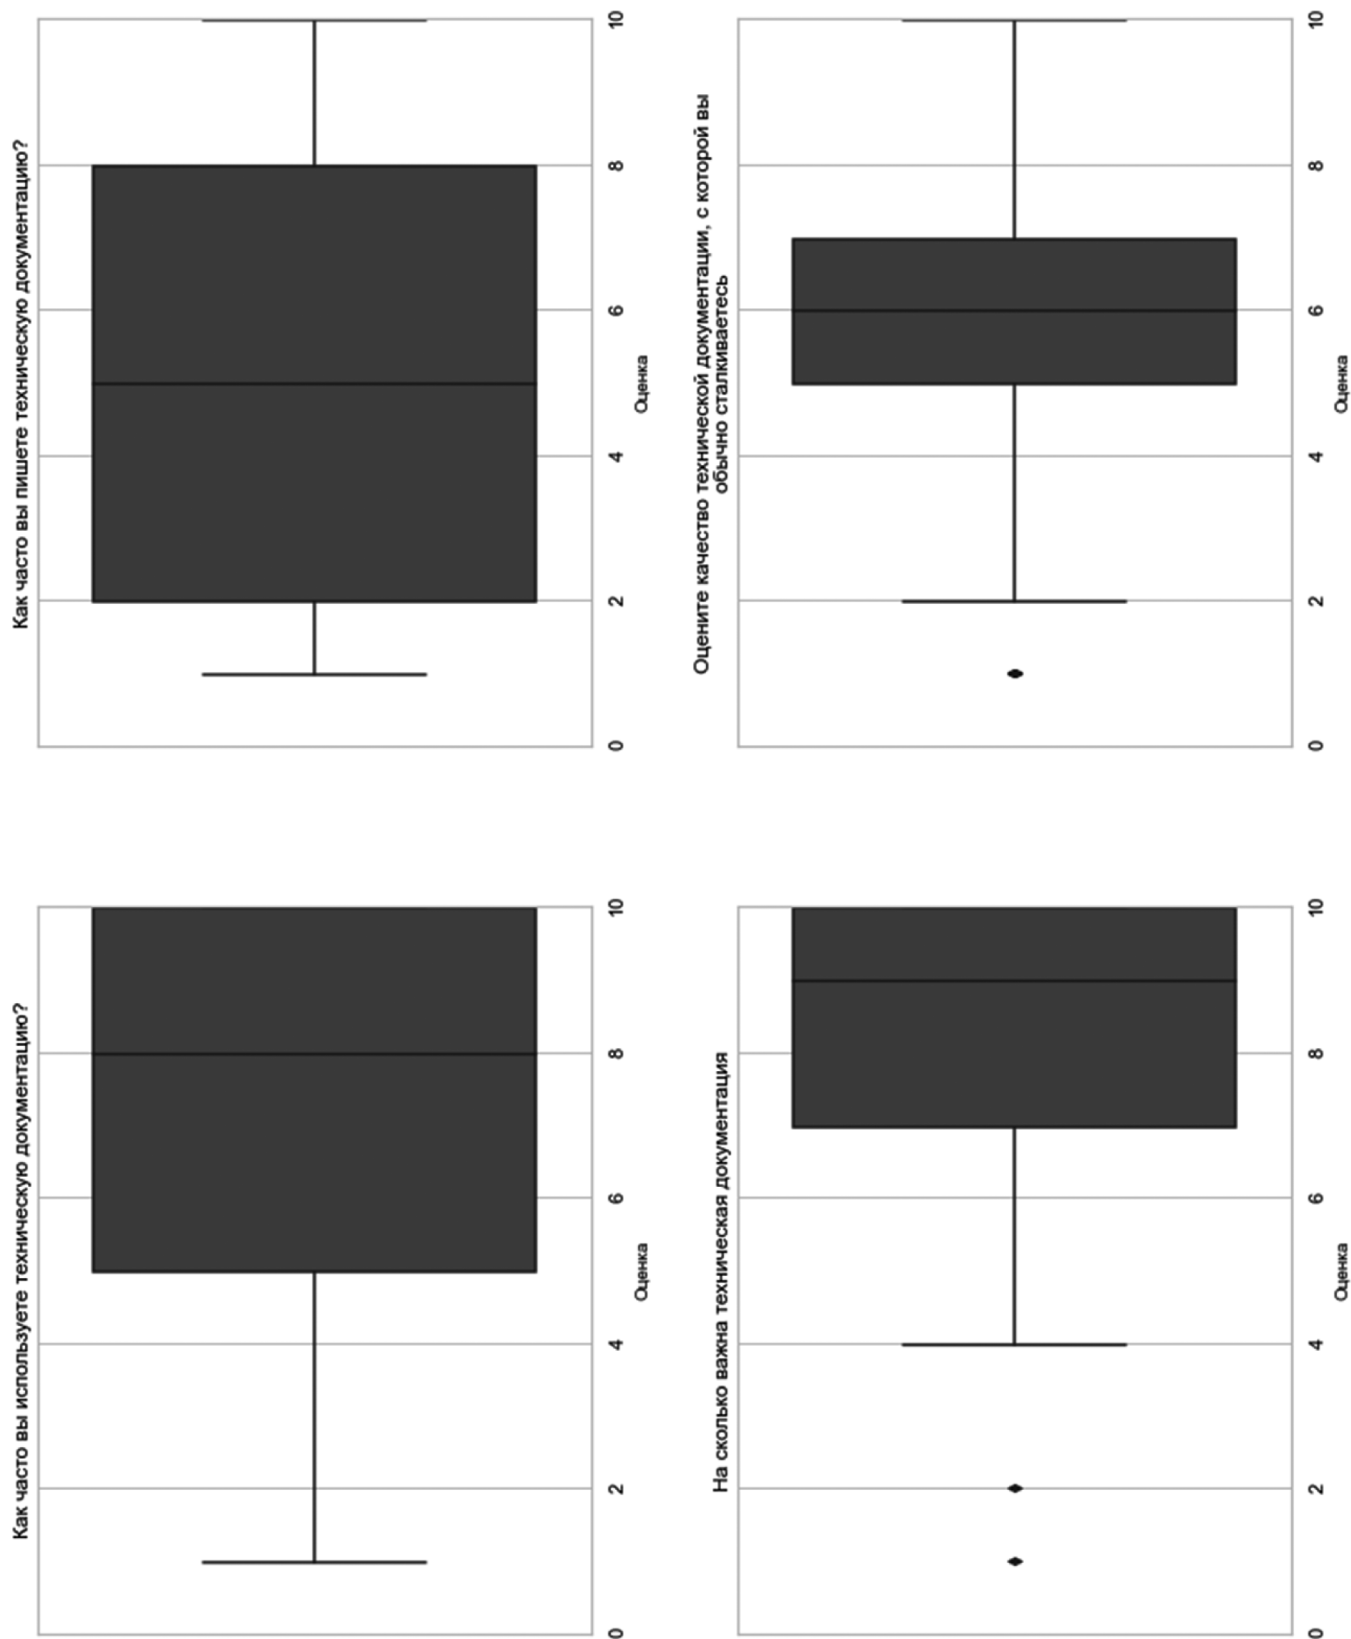 Как часто вы используете техническую документацию?
0 2 4 6 8 10
Оценка
Как часто вы пишете техническую документацию?
0 2 4 6 8 10
Оценка
На сколько важна техническая документация
0 2 4 6 8 10
Оценка
Оцените качество технической документации, с которой вы
обычно сталкиваетесь
0 2 4 6 8 10
Оценка